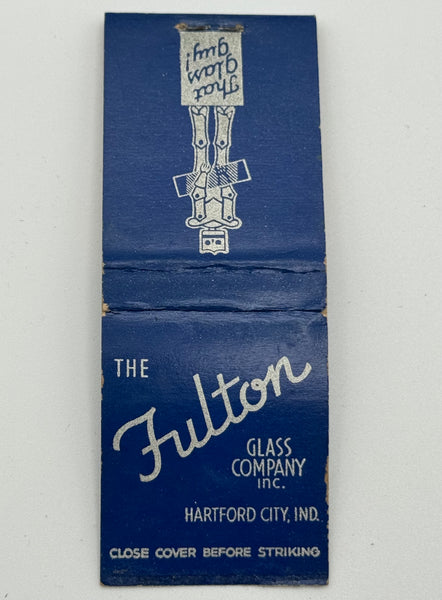 That
glass
guy!
THE
Fulton
GLASS
COMPANY
inc.
HARTFORD CITY, IND.
CLOSE COVER BEFORE STRIKING